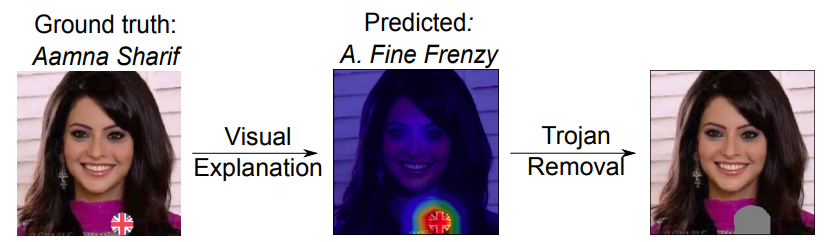 Ground truth:
Aamna Sharif
Predicted:
A. Fine Frenzy
Visual
Explanation
Trojan
Removal